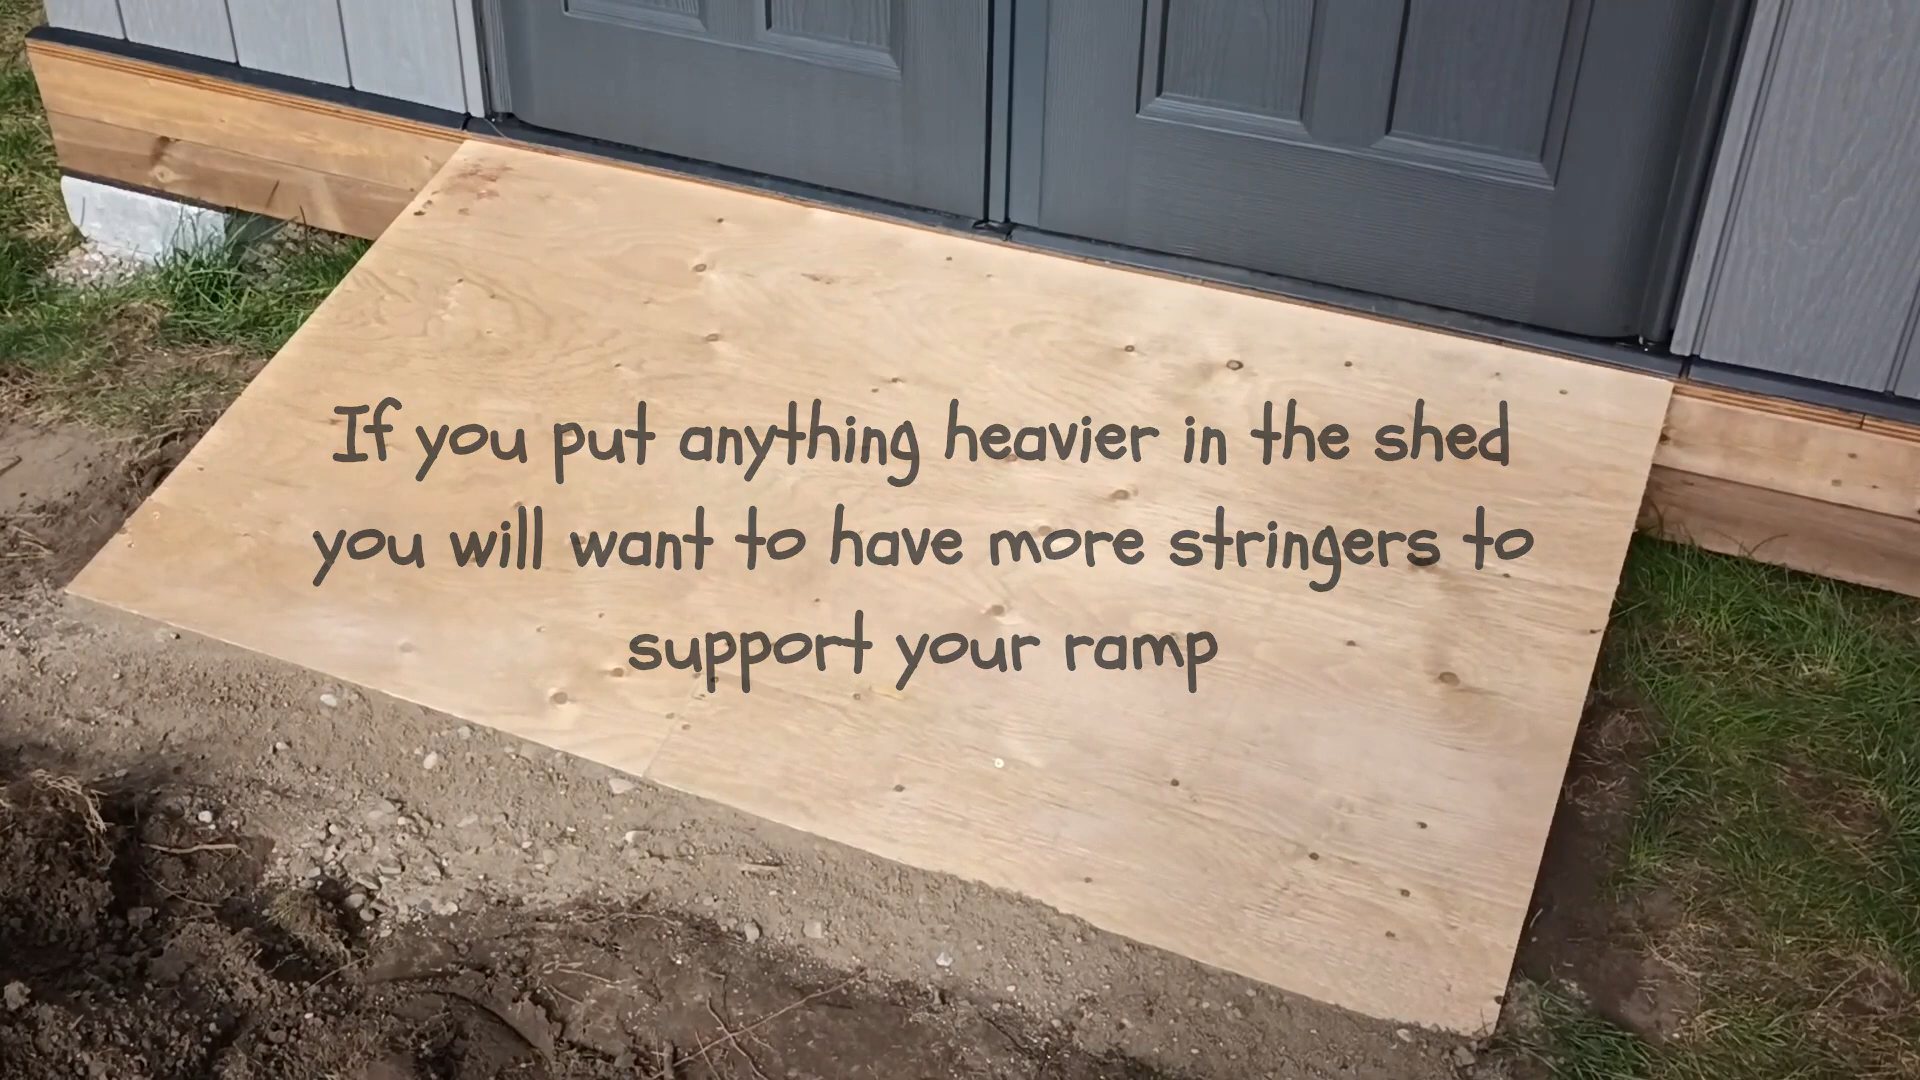 If you put anything heavier in the shed
you will want to have more stringers to
support your ramp